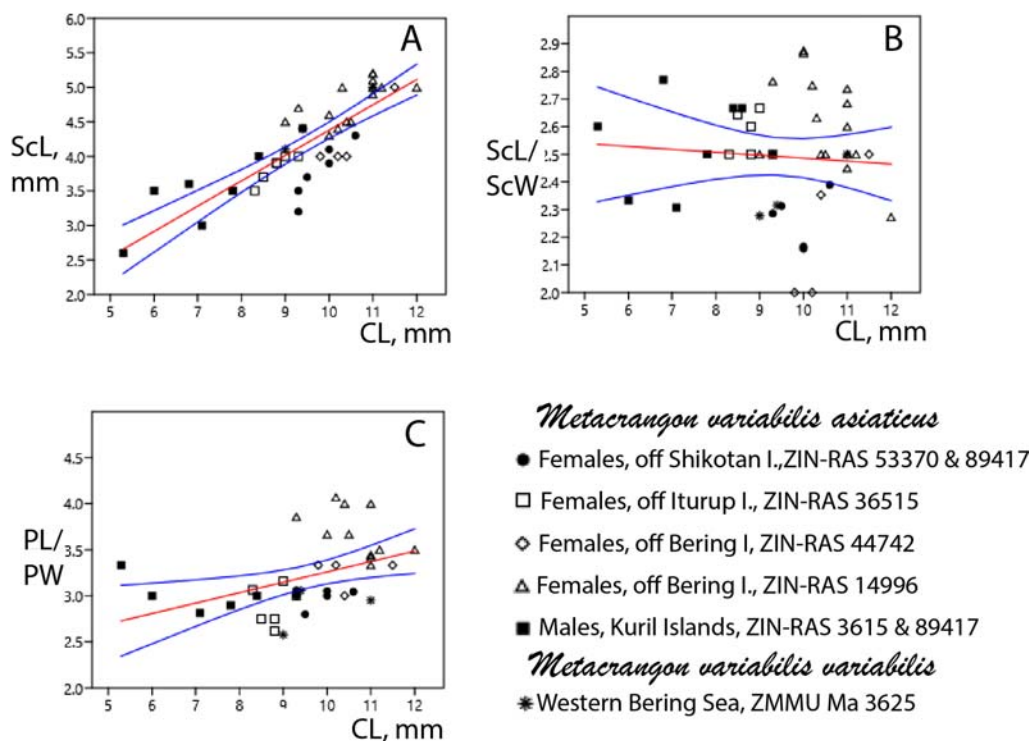 A
6.0
5.5
5.0
4.5
4.0
3.5
3.0
2.5
2.0
ScL,
mm
5 6 7 8 9 10 11 12
CL, mm
B
2.9
2.8
2.7
2.6
2.5
2.4
2.3
2.2
2.1
2.0
ScL/
ScW
5 6 7 8 9 10 11 12
CL, mm
C
4.5
4.0
3.5
3.0
2.5
2.0
PL/
PW
5 6 7 8 9 10 11 12
CL, mm
Metacrangon variabilis asiaticus
Females, off Shikotan I.,ZIN-RAS 53370 & 89417
Females, off Iturup I., ZIN-RAS 36515
Females, off Bering I, ZIN-RAS 44742
Females, off Bering I., ZIN-RAS 14996
Males, Kuril Islands, ZIN-RAS 3615 & 89417
Metacrangon variabilis variabilis
Western Bering Sea, ZMMU Ma 3625